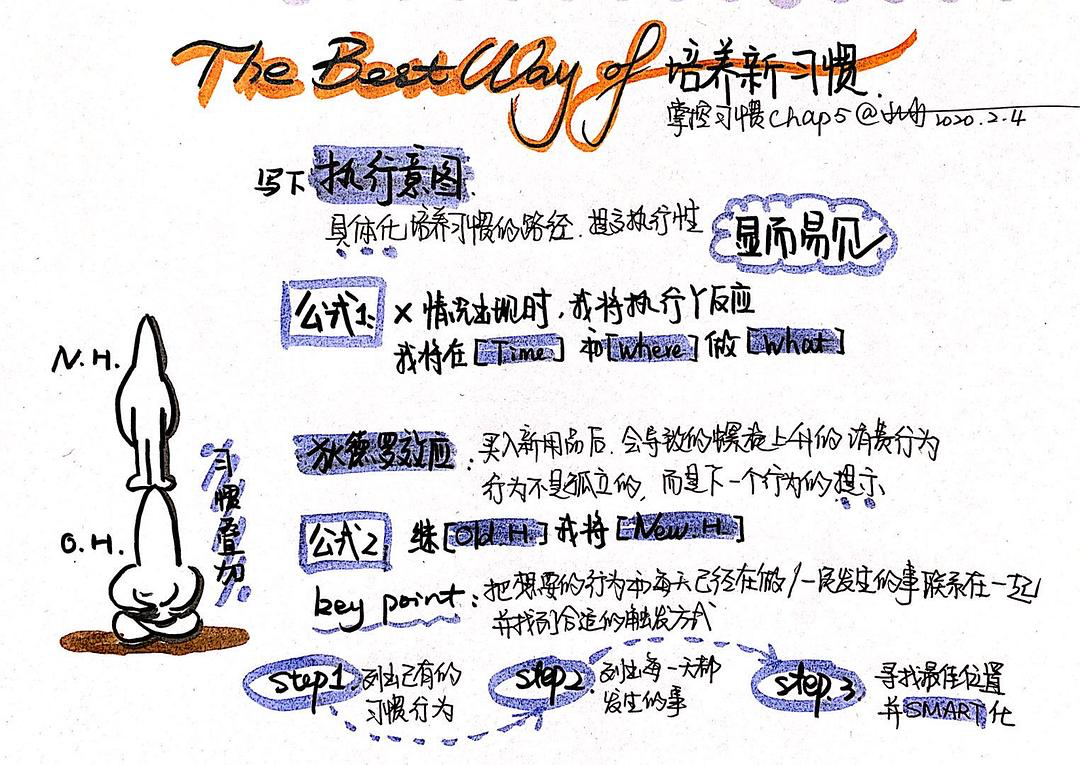 The Best Way of 培养新习惯.
掌控习惯 Chap5 @ 2020.2.4
写下 执行意图.
具体化培养习惯的路径. 提高执行性
显而易见
公式1: X 情况出现时, 我将执行Y反应
我将在[Time] 和[Where] 做 [What]
N.H.
O.H.
习惯叠加
狄德罗效应: 买入新用品后, 会导致的螺旋上升的消费行为
行为不是孤立的, 而是下一个行为的提示
公式2 继[Old.H]我将[New.H.]
key point: 把想要的行为和每天已经在做/一定发生的事联系在一起
并找到合适的触发方式
step1. 列出已有的
习惯行为
step2. 列出每一天都
发生的事
step.3. 寻找最佳位置
并SMART化